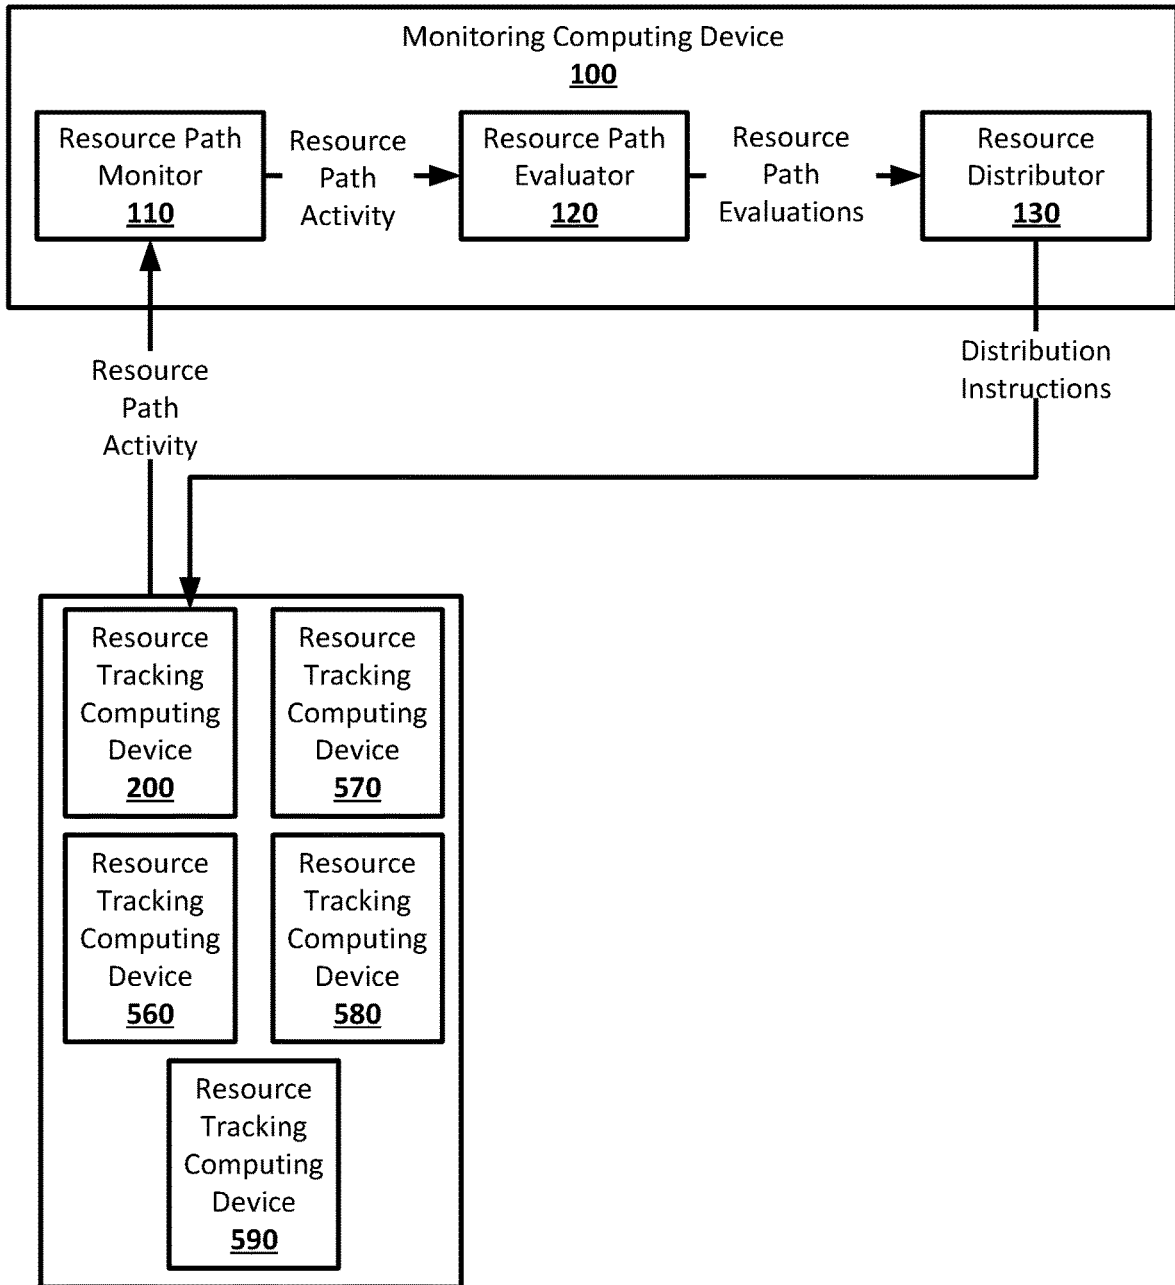 Monitoring Computing Device
100
Resource Path
Monitor
110
Resource
Path
Activity
Resource Path
Evaluator
120
Resource
Path
Evaluations
Resource
Distributor
130
Resource
Path
Activity
Distribution
Instructions
Resource
Tracking
Computing
Device
200
Resource
Tracking
Computing
Device
570
Resource
Tracking
Computing
Device
560
Resource
Tracking
Computing
Device
580
Resource
Tracking
Computing
Device
590